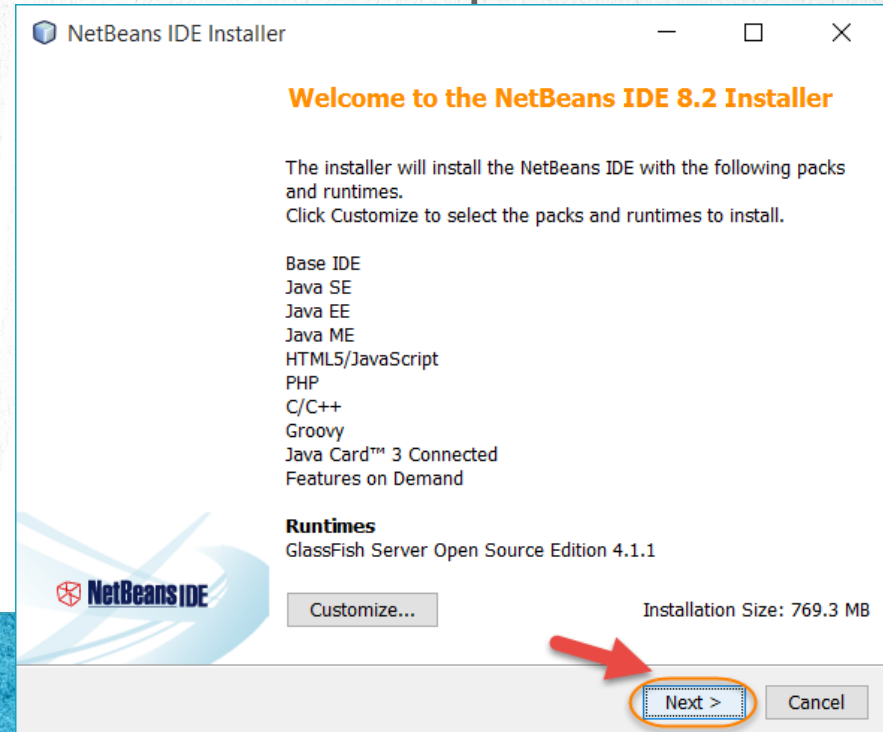 NetBeans IDE Installer
Welcome to the NetBeans IDE 8.2 Installer
The installer will install the NetBeans IDE with the following packs
and runtimes.
Click Customize to select the packs and runtimes to install.
Base IDE
Java SE
Java EE
Java ME
HTML5/JavaScript
PHP
C/C++
Groovy
Java Card™ 3 Connected
Features on Demand
Runtimes
GlassFish Server Open Source Edition 4.1.1
NetBeans IDE
Customize...
Installation Size: 769.3 MB
Next >
Cancel